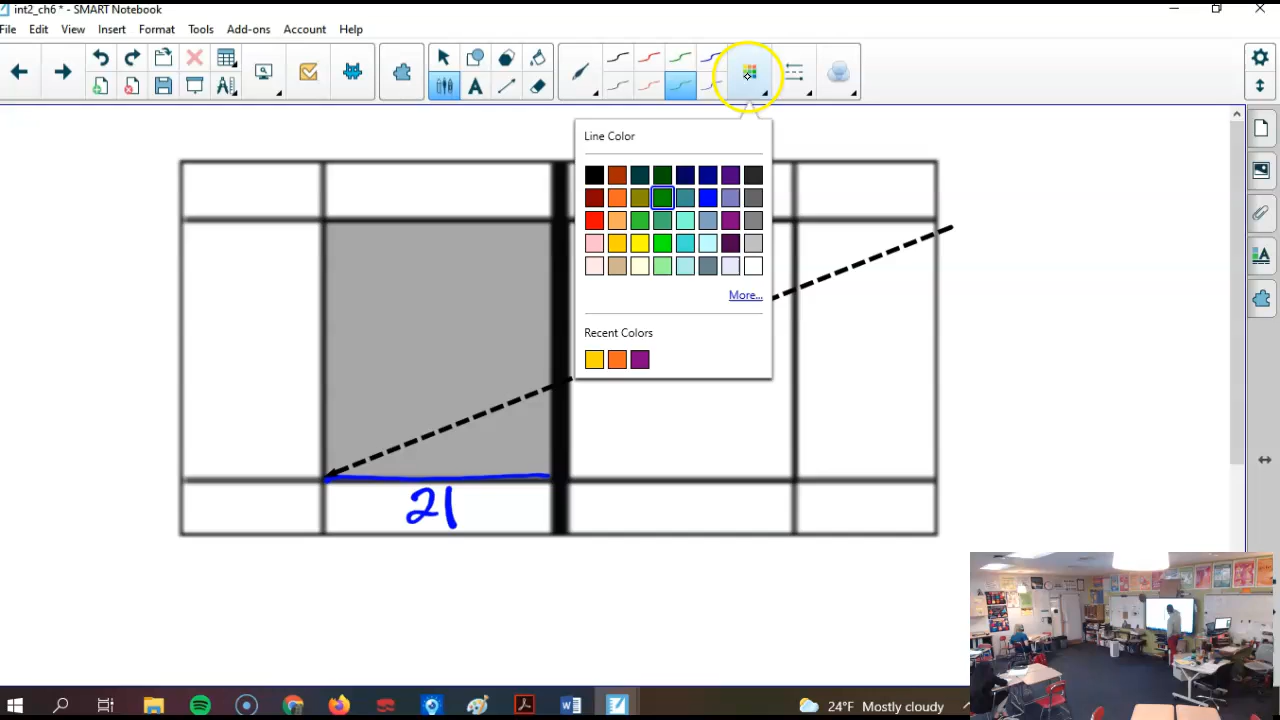 int2_ch6 * — SMART Notebook
File Edit View Insert Format Tools Add-ons Account Help
Line Color
More...
Recent Colors
21
24°F Mostly cloudy